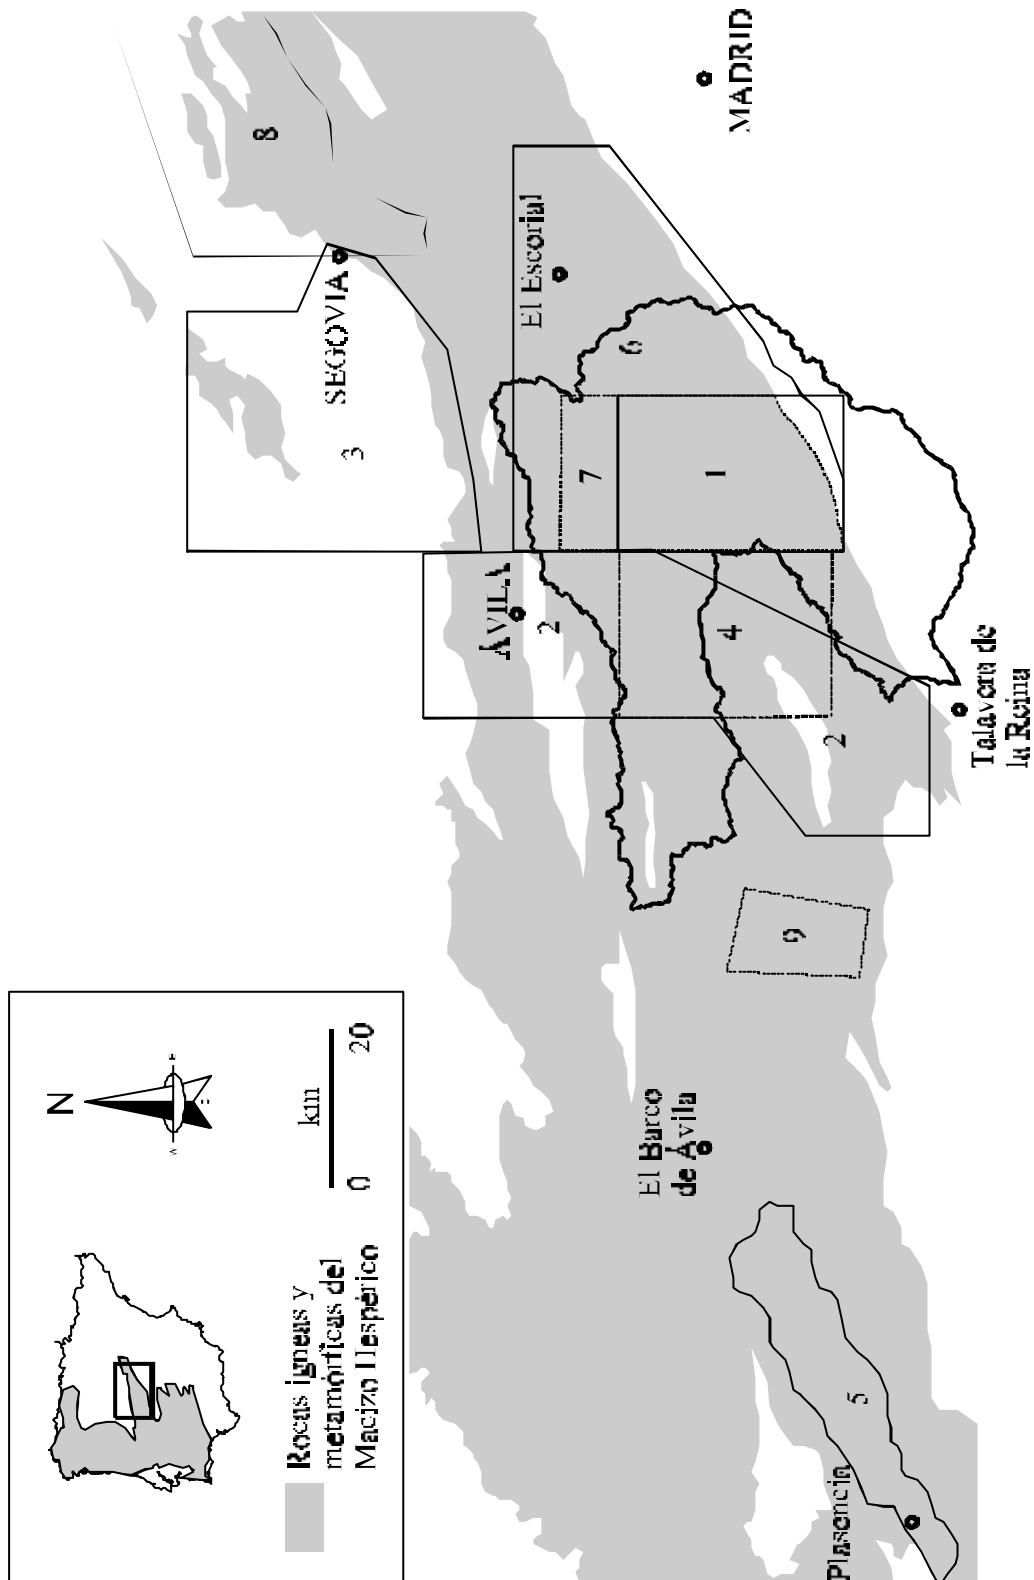 N
km
0 20
Rocas ígneas y
metamórficas del
Macizo Hespérico
8
MADRID
SEGOVIA
El Escorial
3
6
7
1
ÁVILA
2
4
2
Talavera de
la Reina
9
El Barco
de Ávila
5
Plasencia